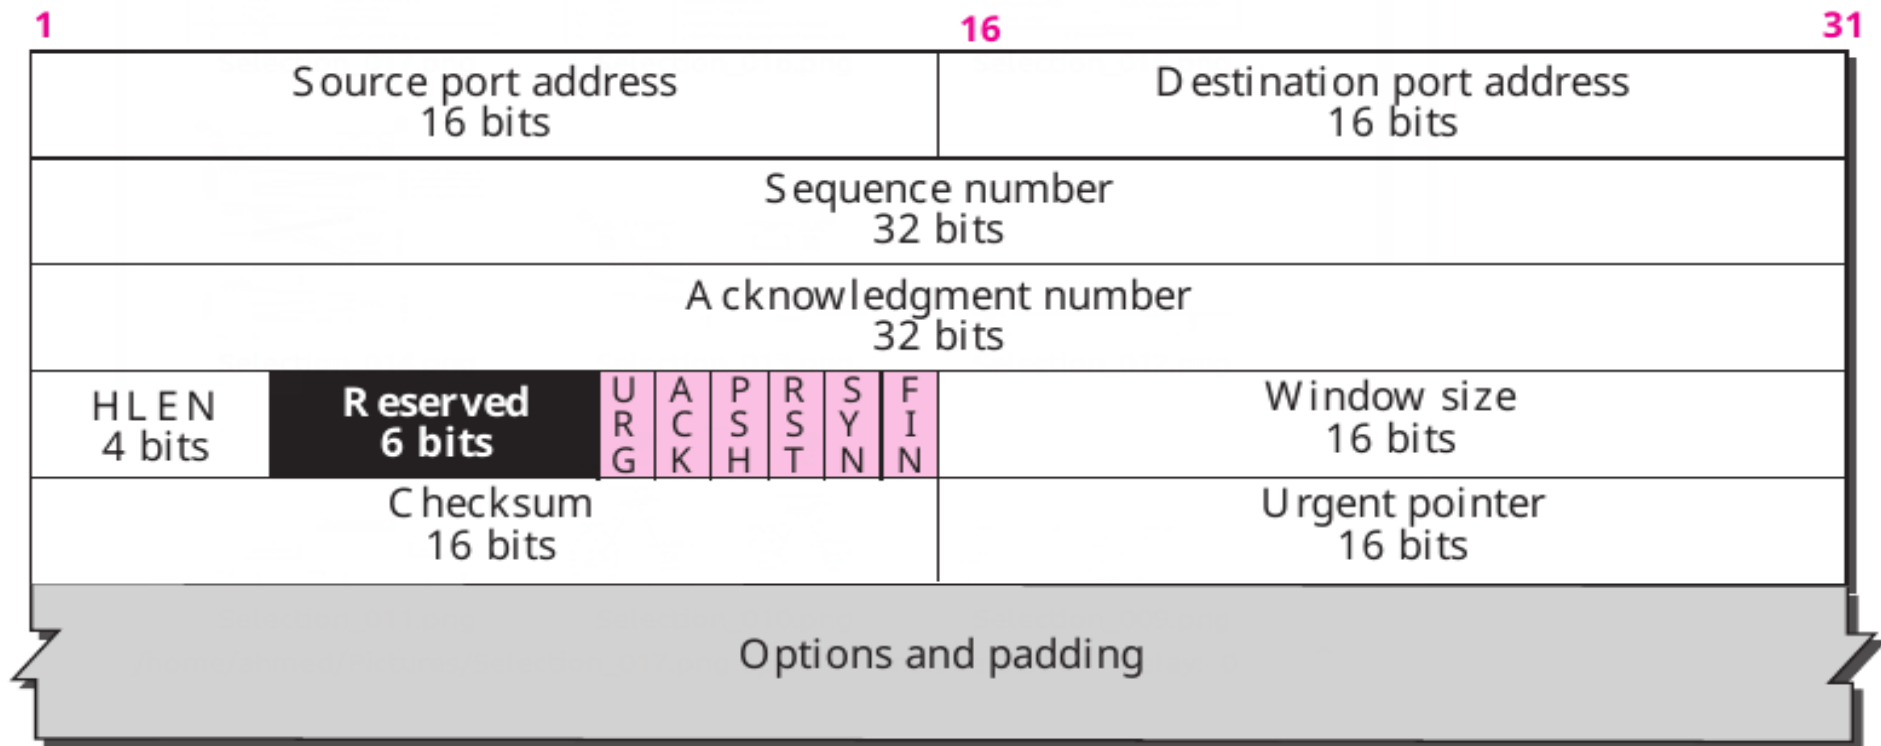 1 16 31
Source port address
16 bits
Destination port address
16 bits
Sequence number
32 bits
Acknowledgment number
32 bits
HLEN
4 bits
Reserved
6 bits
URG
ACK
PSH
RST
SYN
FIN
Window size
16 bits
Checksum
16 bits
Urgent pointer
16 bits
Options and padding